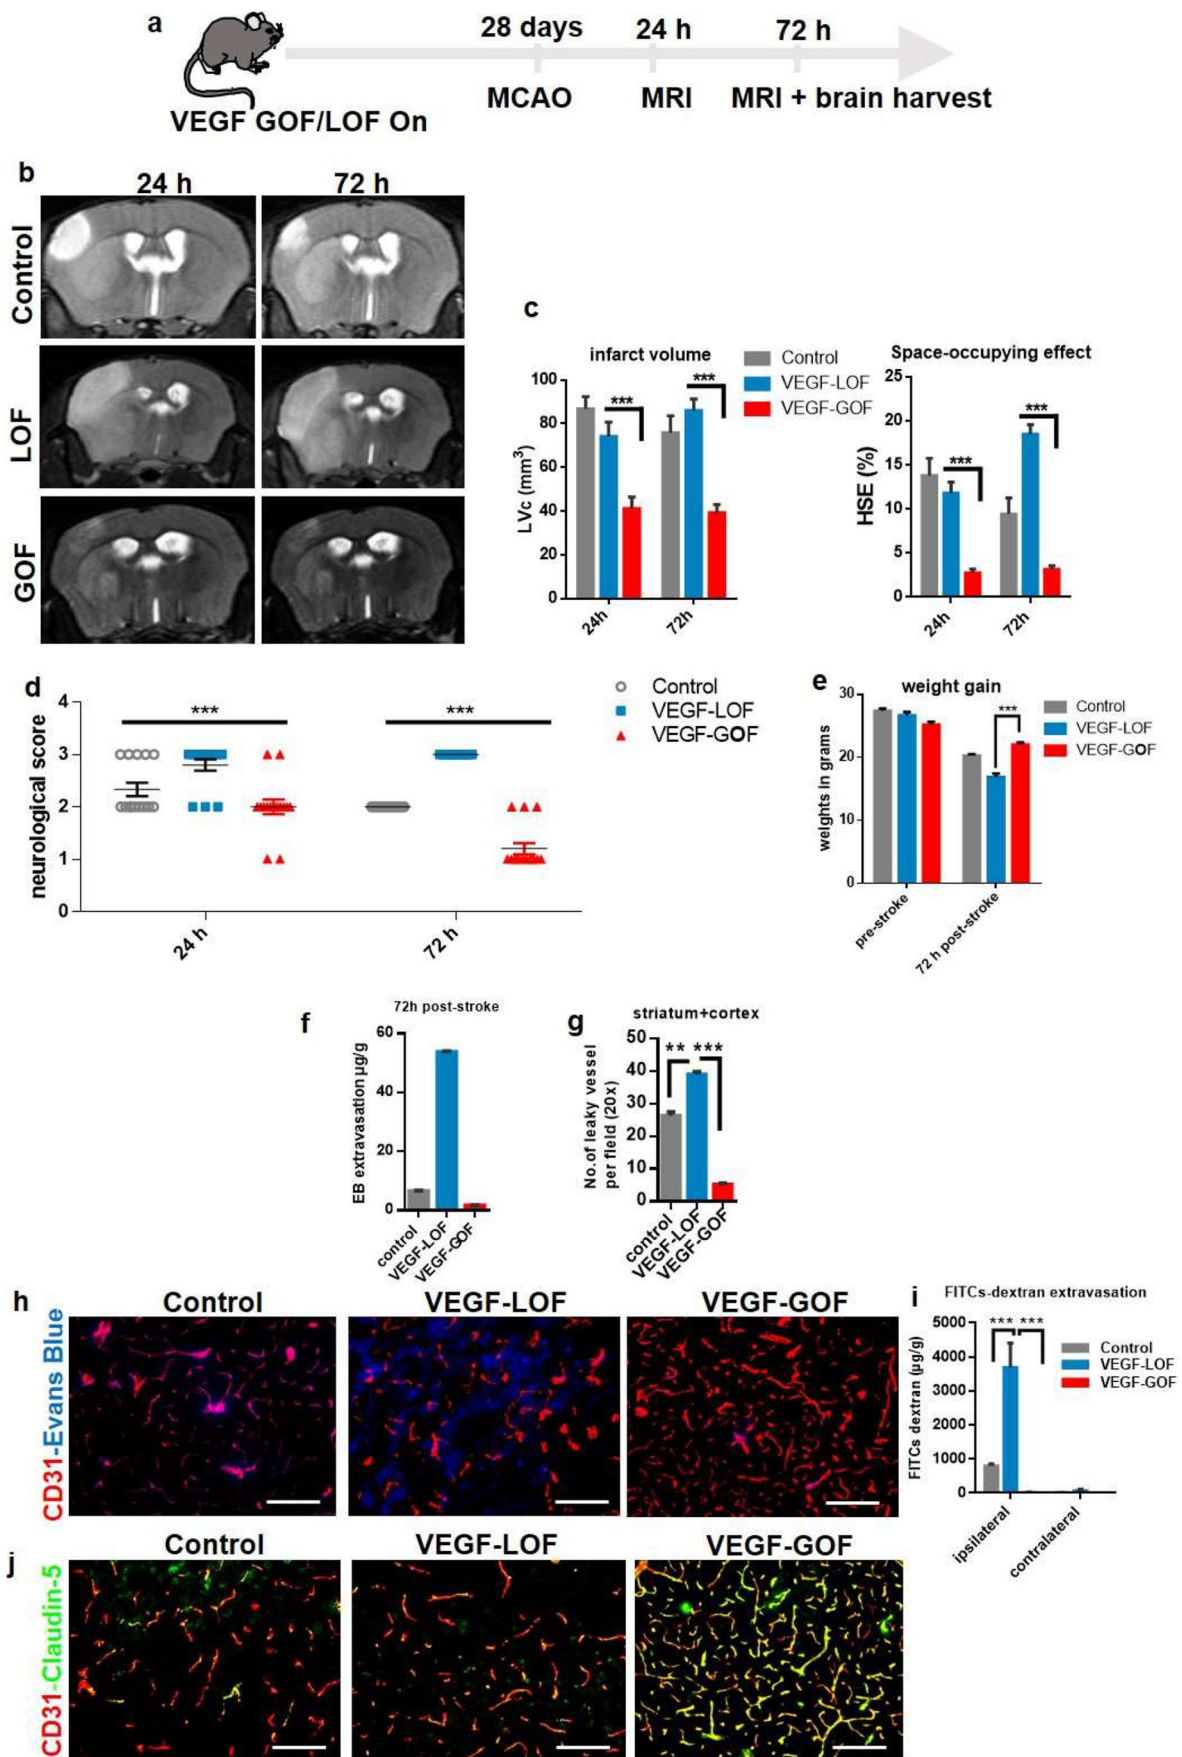 a
28 days
24 h
72 h
MCAO
MRI
MRI + brain harvest
VEGF GOF/LOF On
b
24 h
72 h
Control
LOF
GOF
c
infarct volume
LVc (mm³)
100
80
60
40
20
0
***
***
24h
72h
Control
VEGF-LOF
VEGF-GOF
Space-occupying effect
HSE (%)
25
20
15
10
5
0
***
***
24h
72h
d
neurological score
4
3
2
1
0
***
***
24 h
72 h
Control
VEGF-LOF
VEGF-GOF
e
weight gain
weights in grams
30
20
10
0
***
pre-stroke
72 h post-stroke
Control
VEGF-LOF
VEGF-GOF
f
72h post-stroke
EB extravasation µg/g
60
40
20
0
control
VEGF-LOF
VEGF-GOF
g
striatum+cortex
No.of leaky vessel
per field (20x)
50
40
30
20
10
0
** ***
control
VEGF-LOF
VEGF-GOF
h
Control
VEGF-LOF
VEGF-GOF
CD31-Evans Blue
i
FITCs-dextran extravasation
FITCs dextran (µg/g)
5000
4000
3000
2000
1000
0
*** ***
ipsilateral
contralateral
Control
VEGF-LOF
VEGF-GOF
j
Control
VEGF-LOF
VEGF-GOF
CD31-Claudin-5